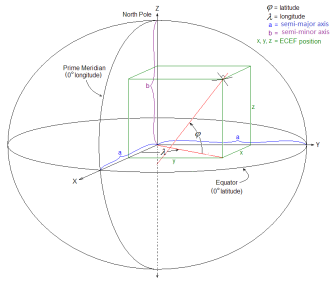 Z
North Pole
φ = latitude
λ = longitude
a = semi-major axis
b = semi-minor axis
x, y, z = ECEF position
Prime Meridian
(0° longitude)
b
z
φ
a
a
Y
λ
x
y
X
Equator
(0° latitude)